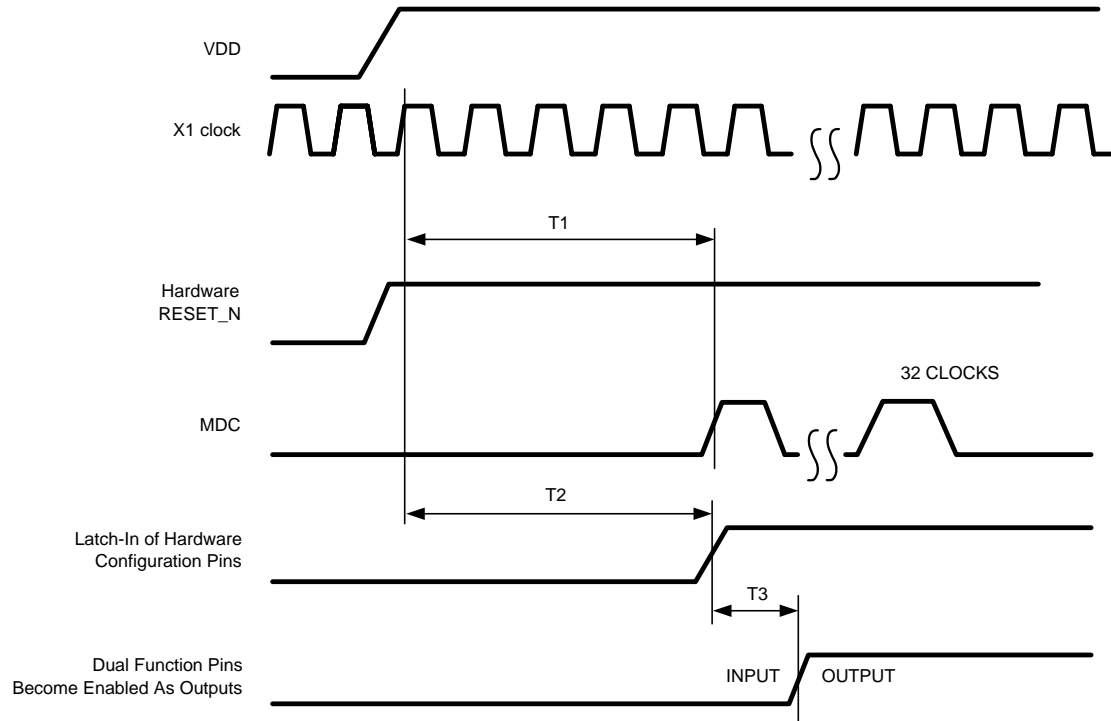 VDD
X1 clock
T1
Hardware
RESET_N
32 CLOCKS
MDC
T2
Latch-In of Hardware
Configuration Pins
T3
Dual Function Pins
Become Enabled As Outputs
INPUT
OUTPUT